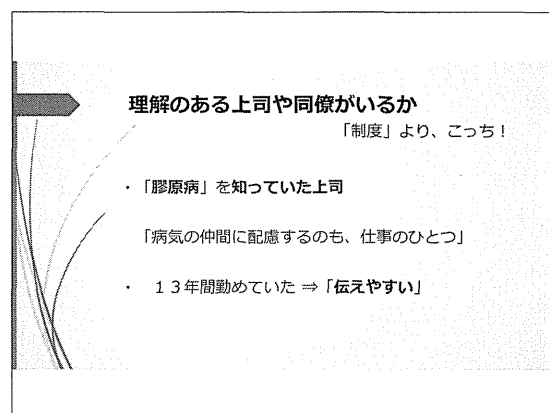 理解のある上司や同僚がいるか
「制度」より、こっち！
・「膠原病」を知っていた上司
「病気の仲間に配慮するのも、仕事のひとつ」
・ １３年間勤めていた ⇒「伝えやすい」